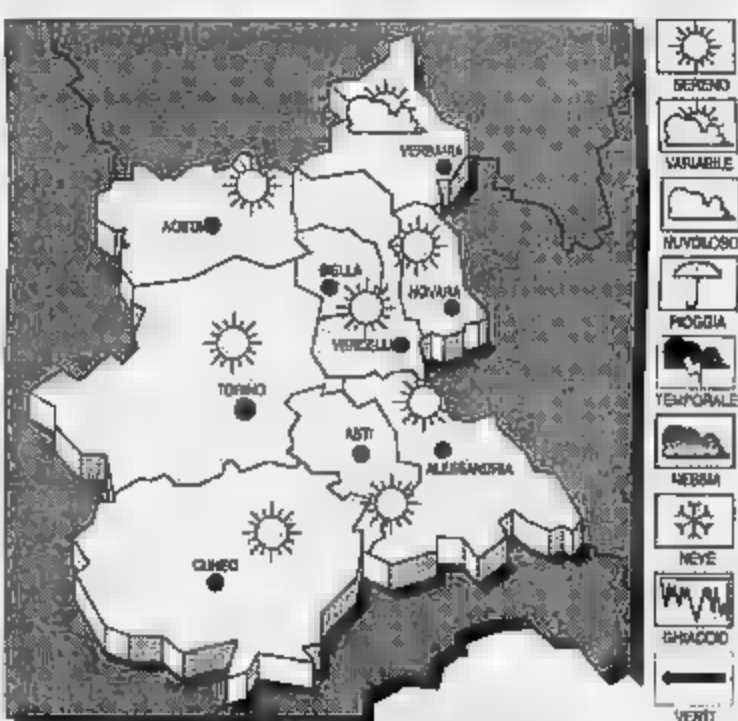 VERBANIA
AOSTA
BIELLA
NOVARA
VERCELLI
TORINO
ASTI
ALESSANDRIA
CUNEO
SERENO
VARIABILE
NUVOLOSO
PIOGGIA
TEMPORALE
NEBBIA
NEVE
GHIACCIO
VENTI